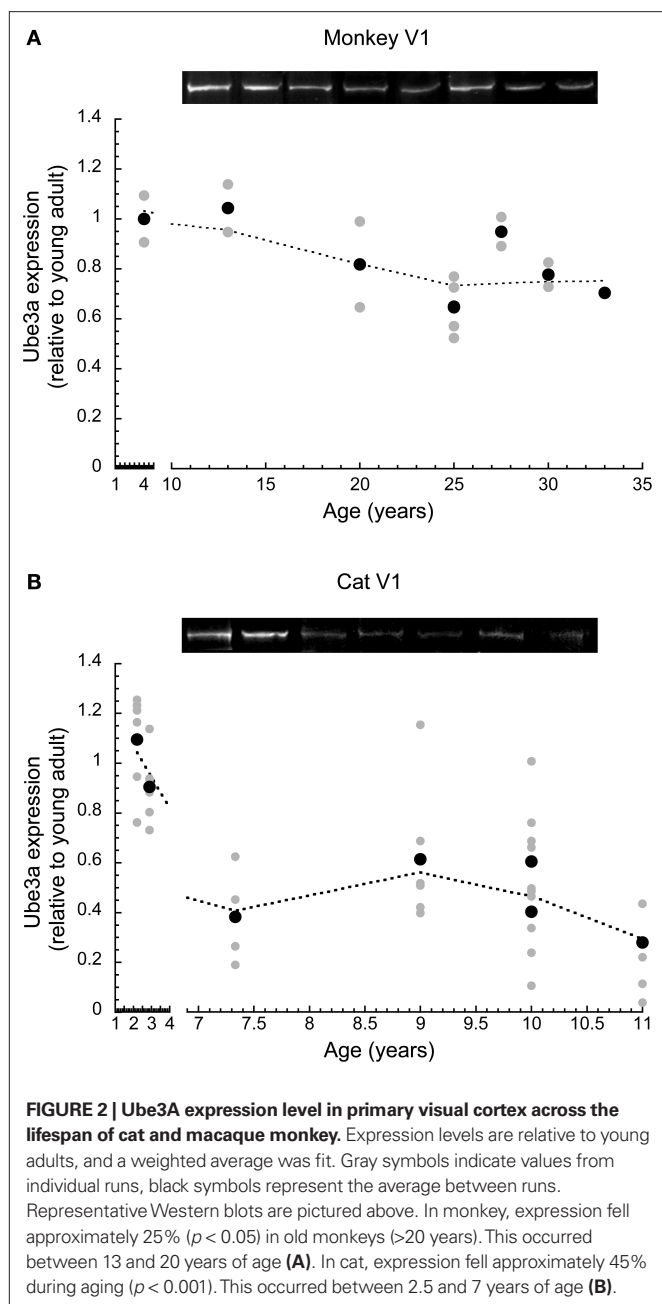 A
Monkey V1
1.4
1.2
1
0.8
0.6
0.4
0.2
0
Ube3a expression
(relative to young adult)
1 4 10 15 20 25 30 35
Age (years)
B
Cat V1
1.4
1.2
1
0.8
0.6
0.4
0.2
0
Ube3a expression
(relative to young adult)
1 2 3 4 7 7.5 8 8.5 9 9.5 10 10.5 11
Age (years)
FIGURE 2 | Ube3A expression level in primary visual cortex across the
lifespan of cat and macaque monkey. Expression levels are relative to young
adults, and a weighted average was fit. Gray symbols indicate values from
individual runs, black symbols represent the average between runs.
Representative Western blots are pictured above. In monkey, expression fell
approximately 25% (p < 0.05) in old monkeys (>20 years). This occurred
between 13 and 20 years of age (A). In cat, expression fell approximately 45%
during aging (p < 0.001). This occurred between 2.5 and 7 years of age (B).